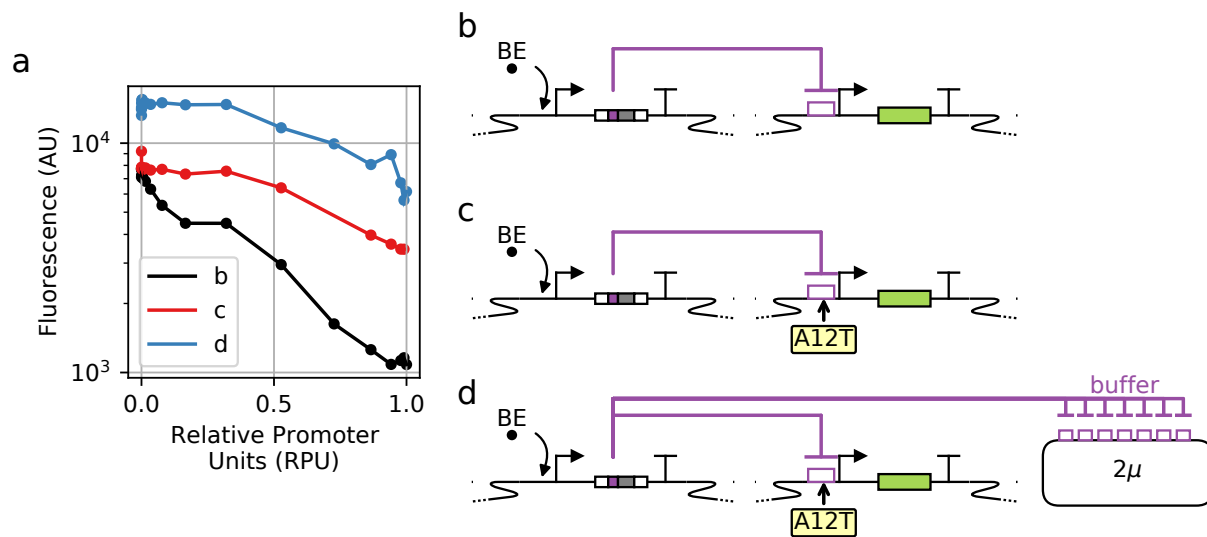 a
10⁴
10³
Fluorescence (AU)
b
c
d
0.0
0.5
1.0
Relative Promoter
Units (RPU)
b
BE
c
BE
A12T
d
BE
A12T
buffer
2μ